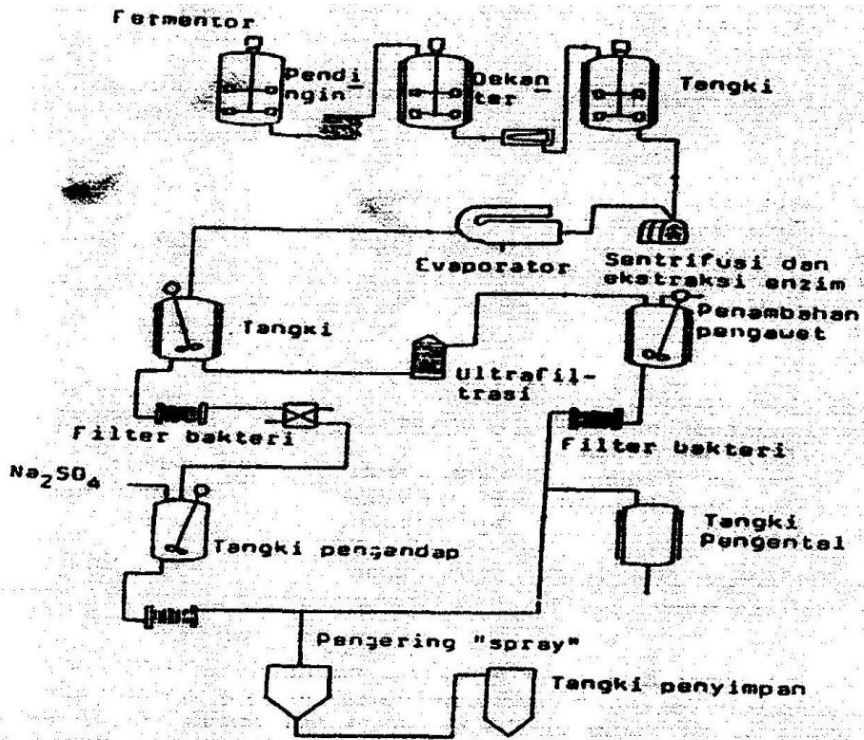 Fermentor
Pendi
ngin
Dekan
ter
Tangki
Evaporator
Sentrifusi dan
ekstraksi enzim
Tangki
Penambahan
pengawet
Ultrafil-
trasi
Filter bakteri
Filter bakteri
Na₂SO₄
Tangki pengendap
Tangki
Pengental
Pengering "spray"
Tangki penyimpan